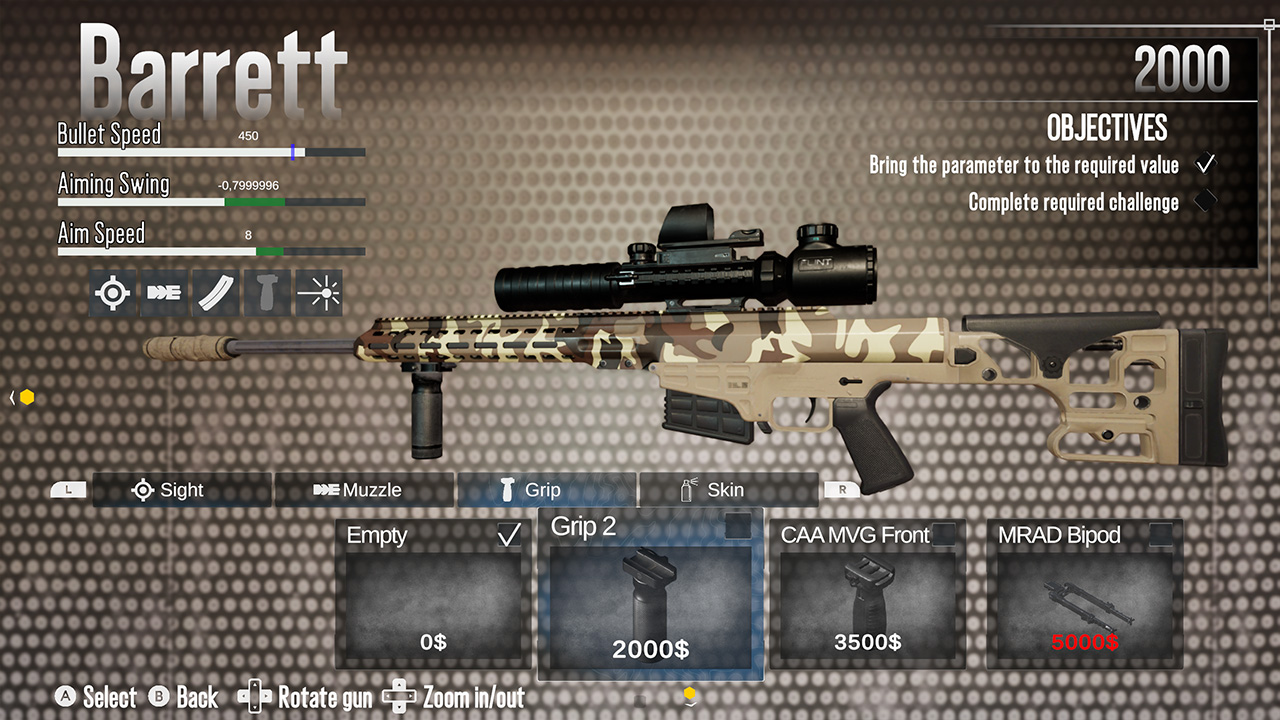 Barrett
2000
Bullet Speed
450
Aiming Swing
-0,7999996
Aim Speed
8
OBJECTIVES
Bring the parameter to the required value
Complete required challenge
L
Sight
Muzzle
Grip
Skin
R
Empty
Grip 2
CAA MVG Front
MRAD Bipod
0$
2000$
3500$
5000$
A Select B Back Rotate gun Zoom in/out